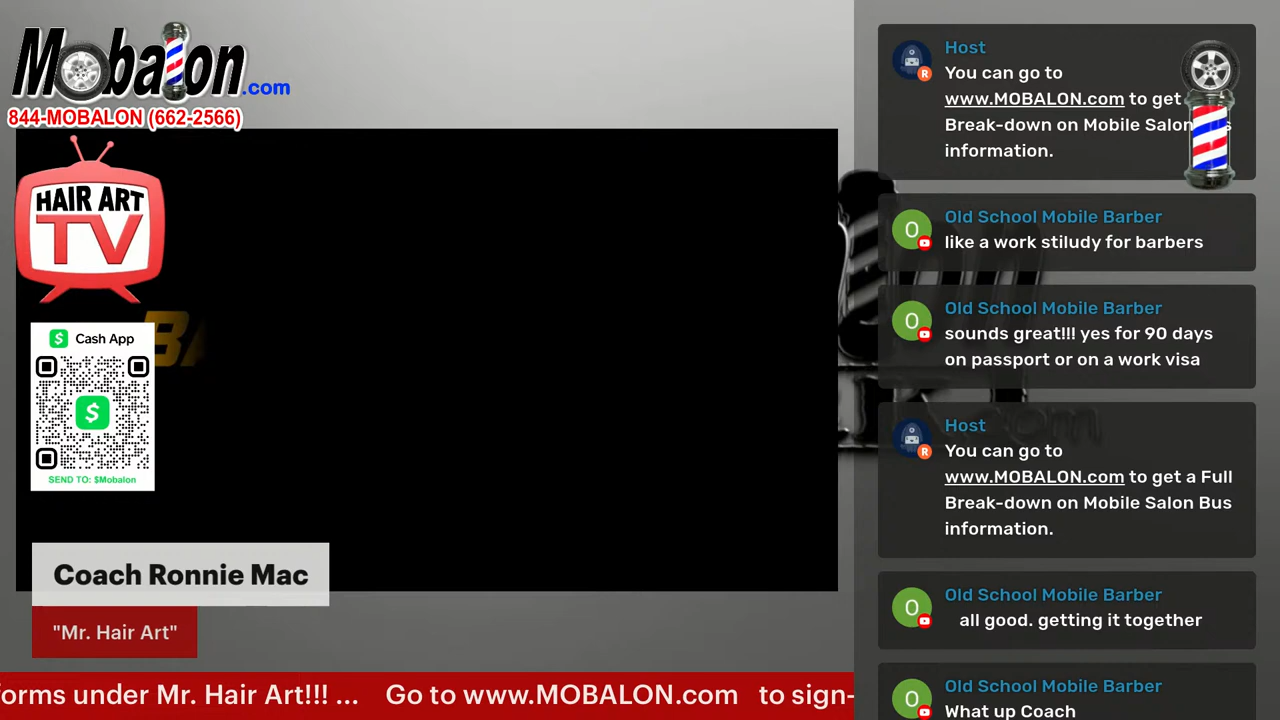 Mobalon.com
844-MOBALON (662-2566)
HAIR ART
TV
Cash App
$
SEND TO: $Mobalon
Coach Ronnie Mac
"Mr. Hair Art"
forms under Mr. Hair Art!!! ... Go to www.MOBALON.com to sign-
Host
You can go to
www.MOBALON.com to get
Break-down on Mobile Salon Bus
information.
Old School Mobile Barber
like a work stiludy for barbers
Old School Mobile Barber
sounds great!!! yes for 90 days
on passport or on a work visa
Host
You can go to
www.MOBALON.com to get a Full
Break-down on Mobile Salon Bus
information.
Old School Mobile Barber
all good. getting it together
Old School Mobile Barber
What up Coach